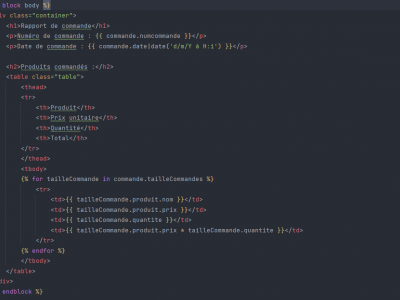 block body %}
iv class="container">
<h1>Rapport de commande</h1>
<p>Numéro de commande : {{ commande.numcommande }}</p>
<p>Date de commande : {{ commande.date|date('d/m/Y à H:i') }}</p>
<h2>Produits commandés :</h2>
<table class="table">
<thead>
<tr>
<th>Produit</th>
<th>Prix unitaire</th>
<th>Quantité</th>
<th>Total</th>
</tr>
</thead>
<tbody>
{% for tailleCommande in commande.tailleCommandes %}
<tr>
<td>{{ tailleCommande.produit.nom }}</td>
<td>{{ tailleCommande.produit.prix }}</td>
<td>{{ tailleCommande.quantite }}</td>
<td>{{ tailleCommande.produit.prix * tailleCommande.quantite }}</td>
</tr>
{% endfor %}
</tbody>
</table>
div>
endblock %}